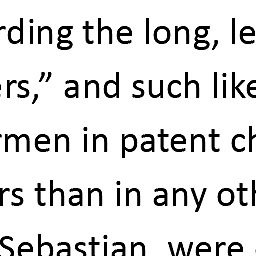 rding the long, le
ers,” and such like
rmen in patent ch
rs than in any oth
Sebastian, were